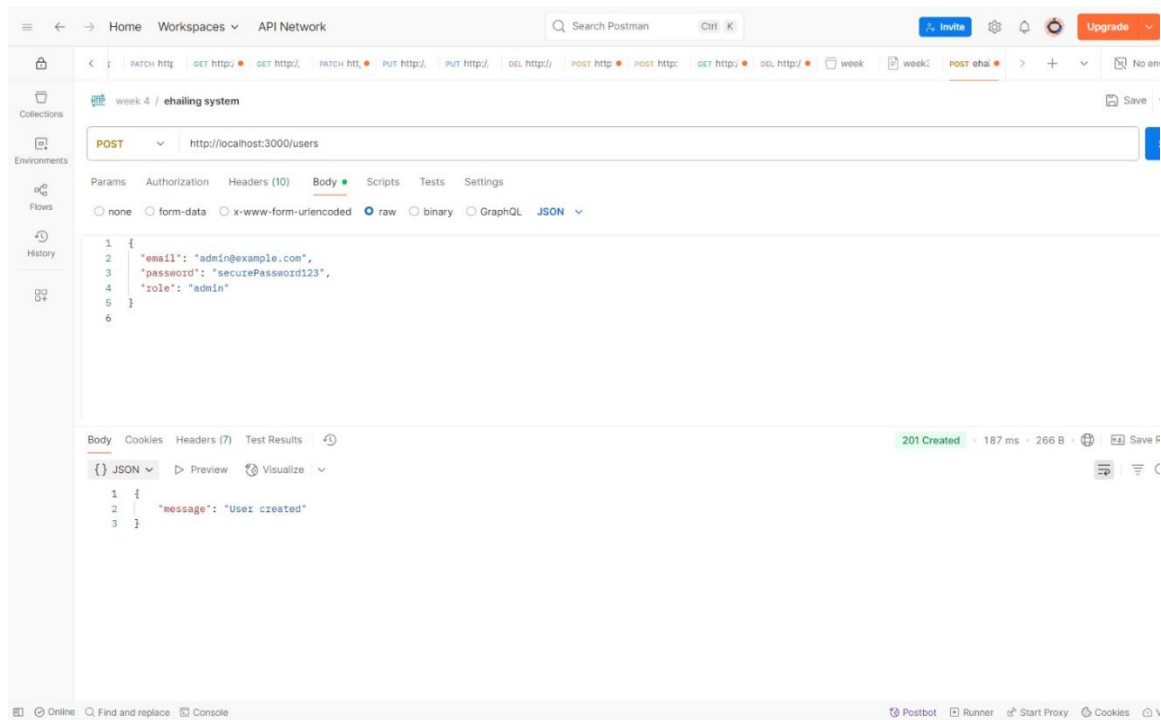 Home Workspaces API Network Search Postman Ctrl K Invite Upgrade
PATCH http GET http:/ GET http:/, PATCH htt, PUT http:/, PUT http:/, DEL http:// POST http POST http: GET http:/ DEL http:/ week week: POST ehai No en
Collections
Environments
Flows
History
HTTP week 4 / ehailing system Save
POST http://localhost:3000/users
Params Authorization Headers (10) Body Scripts Tests Settings
none form-data x-www-form-urlencoded raw binary GraphQL JSON
1 {
2 "email": "admin@example.com",
3 "password": "securePassword123",
4 "role": "admin"
5 }
6
Body Cookies Headers (7) Test Results 201 Created 187 ms 266 B Save R
{} JSON Preview Visualize
1 {
2 "message": "User created"
3 }
Online Find and replace Console Postbot Runner Start Proxy Cookies